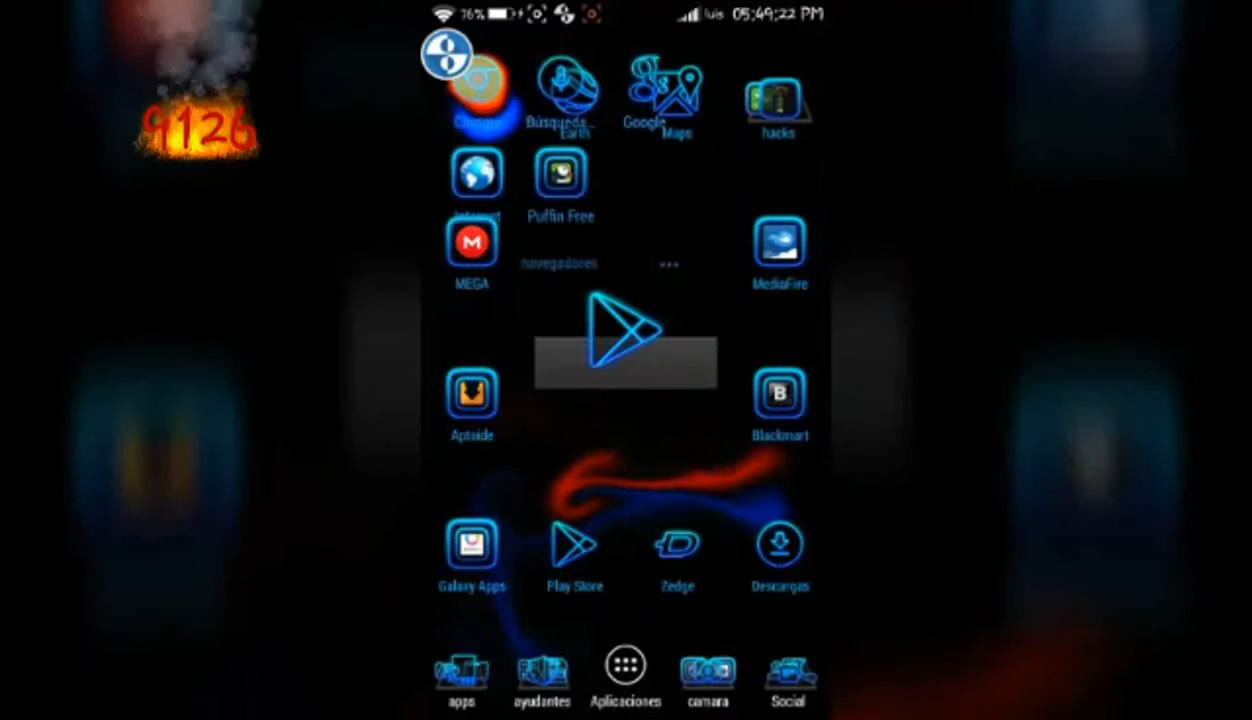 76% luis 05:49:22 PM
9126
Búsqueda... Google hacks
Earth Maps
Internet Puffin Free
MEGA navegadores ... MediaFire
Aptoide Blackmart
Galaxy Apps Play Store Zedge Descargas
apps ayudantes Aplicaciones camara Social